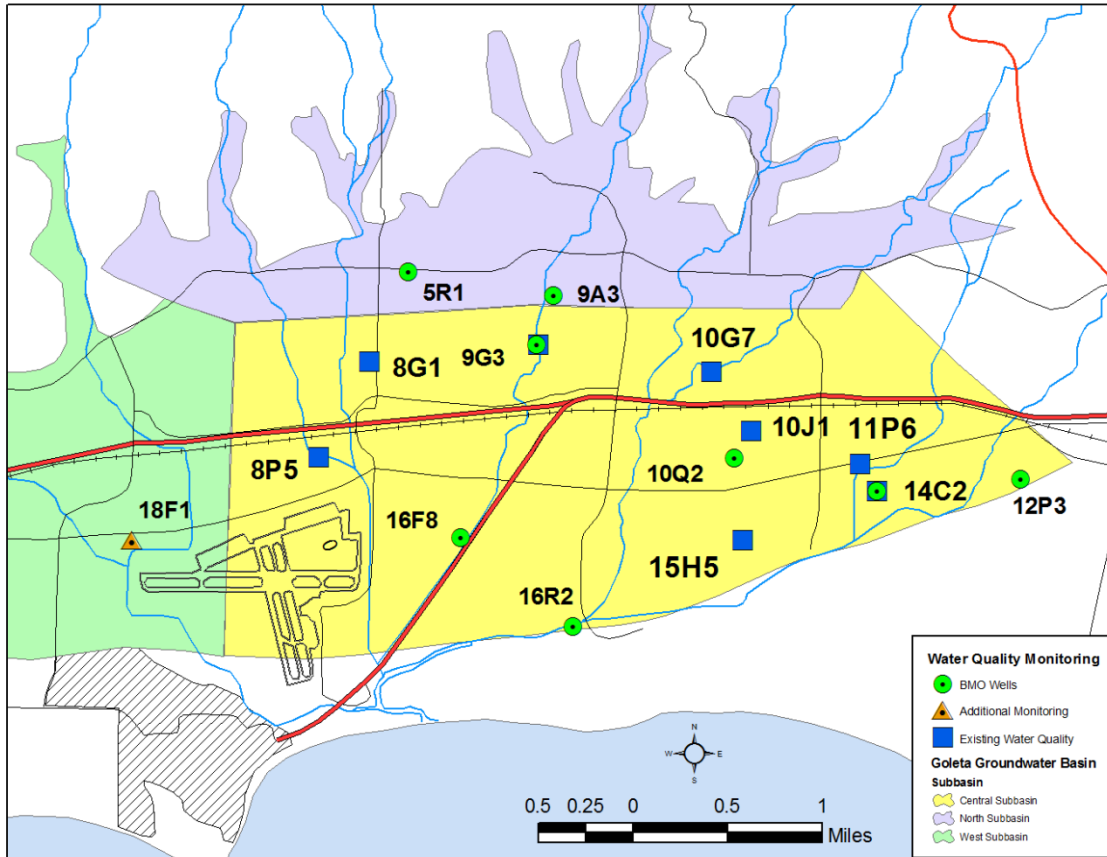 5R1
9A3
9G3
10G7
8G1
10J1
11P6
8P5
10Q2
14C2
12P3
18F1
16F8
15H5
16R2
N
W
E
S
0.5 0.25 0 0.5 1
Miles
Water Quality Monitoring
BMO Wells
Additional Monitoring
Existing Water Quality
Goleta Groundwater Basin
Subbasin
Central Subbasin
North Subbasin
West Subbasin